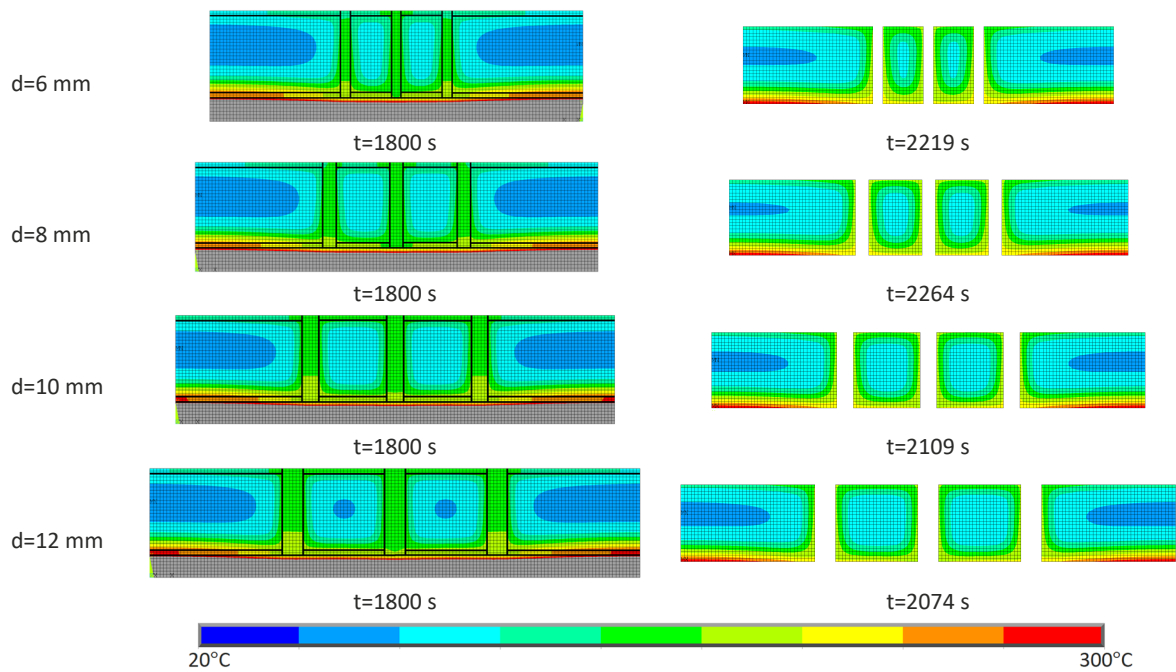 d=6 mm
t=1800 s
t=2219 s
d=8 mm
t=1800 s
t=2264 s
d=10 mm
t=1800 s
t=2109 s
d=12 mm
t=1800 s
t=2074 s
20°C
300°C